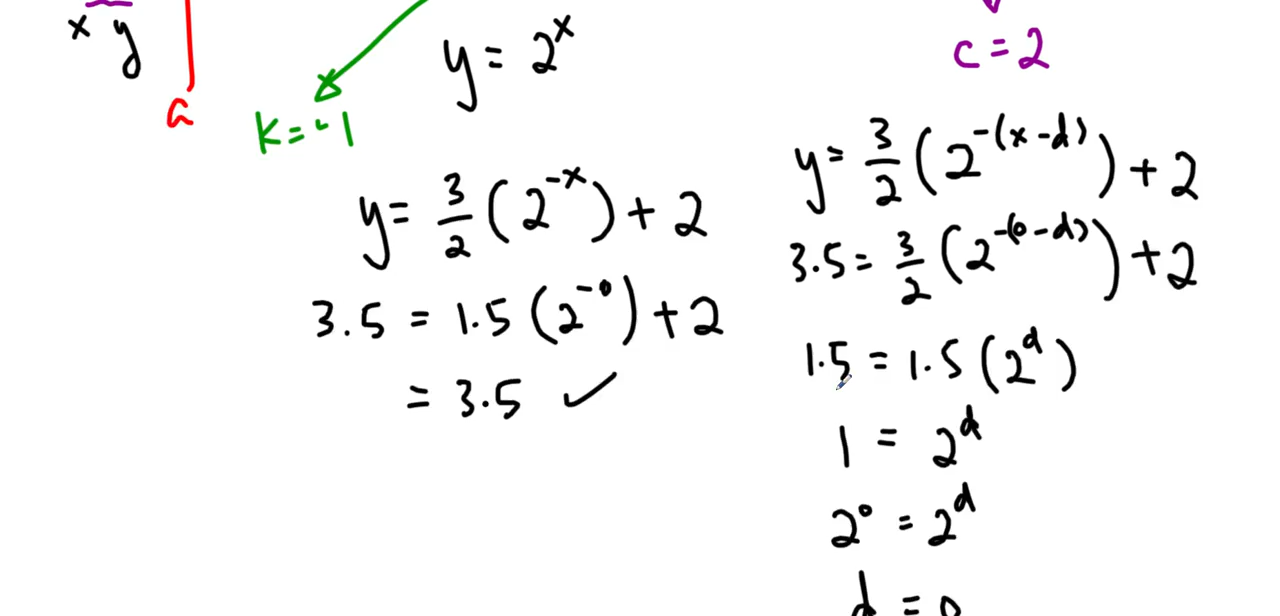 x y
a
k = -1
y = 2^x
y = 3/2 (2^{-x}) + 2
3.5 = 1.5 (2^{-0}) + 2
= 3.5 ✓
c = 2
y = 3/2 (2^{-(x-d)}) + 2
3.5 = 3/2 (2^{-(0-d)}) + 2
1.5 = 1.5 (2^d)
1 = 2^d
2^0 = 2^d
d = 0